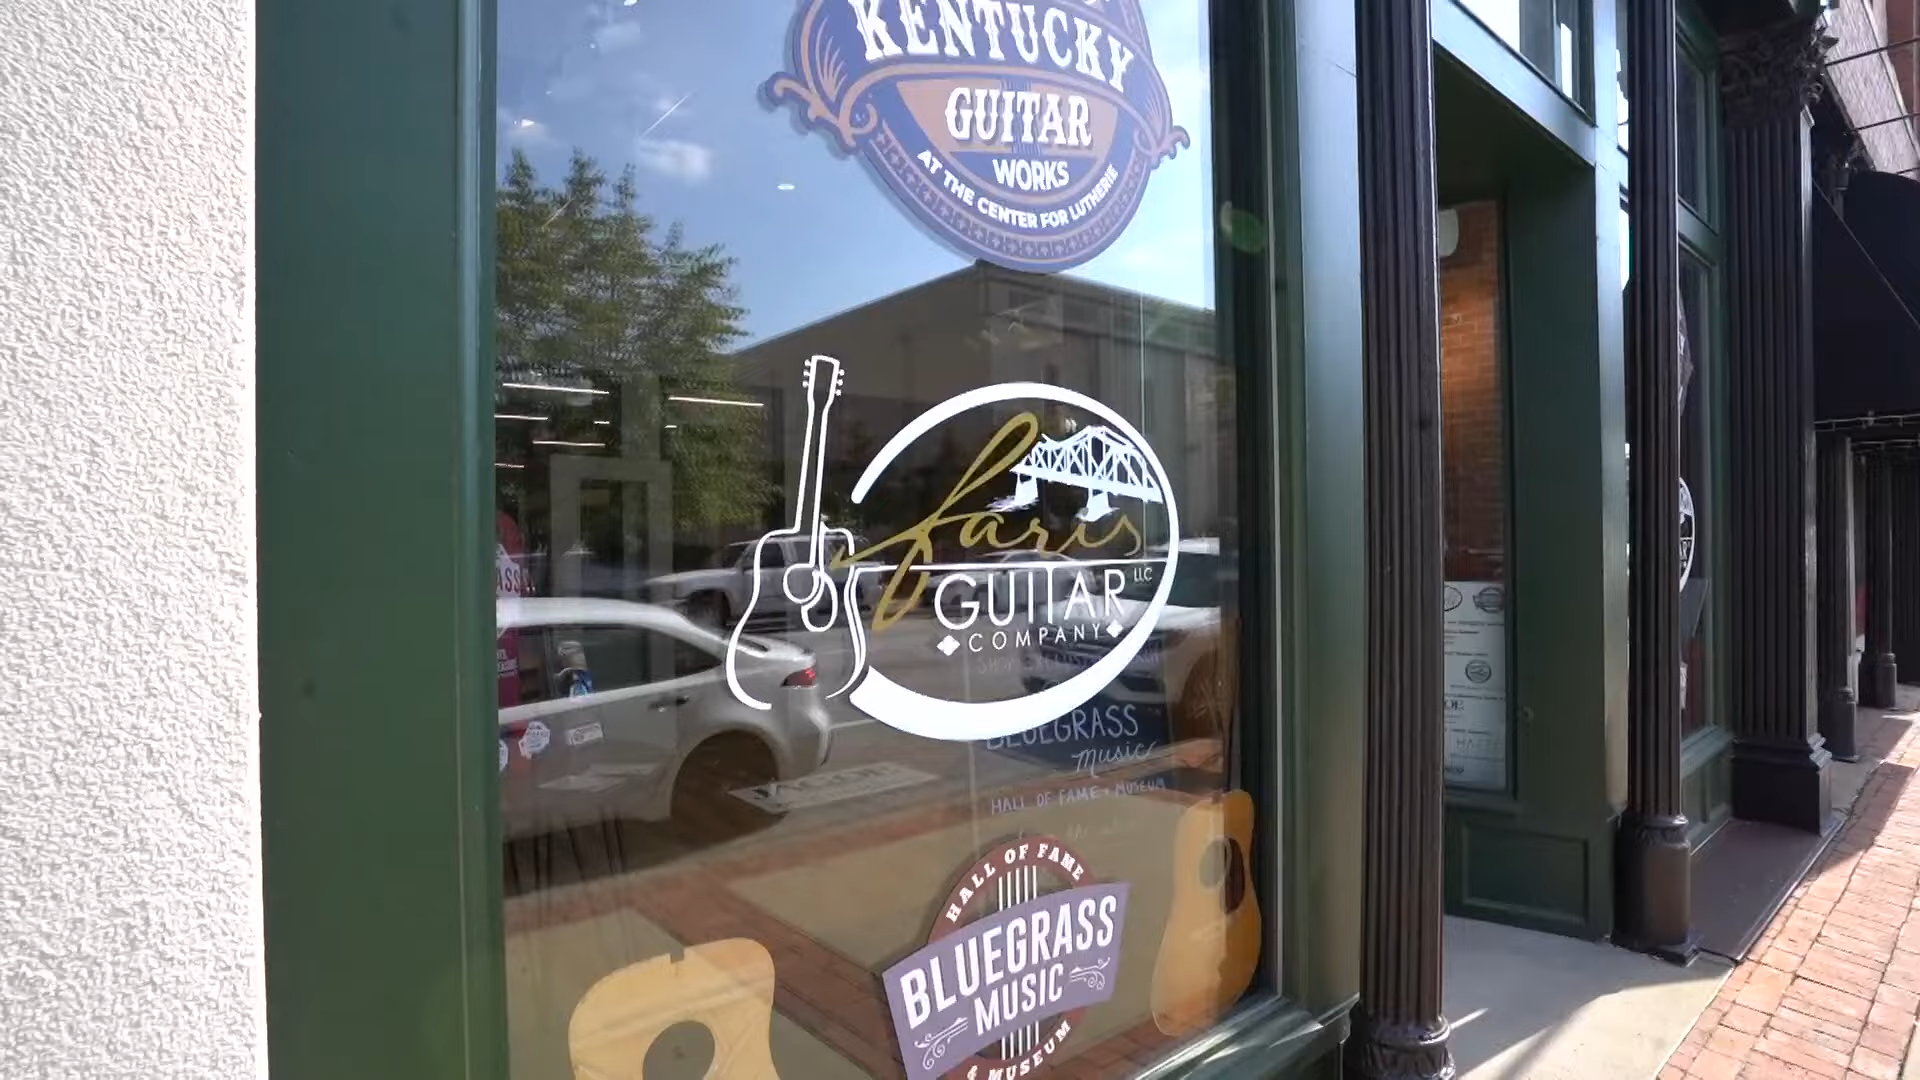 KENTUCKY
GUITAR
WORKS
AT THE CENTER FOR LUTHERIE
faris
GUITAR LLC
COMPANY
BLUEGRASS
music
HALL OF FAME & MUSEUM
HALL OF FAME
BLUEGRASS
MUSIC
& MUSEUM